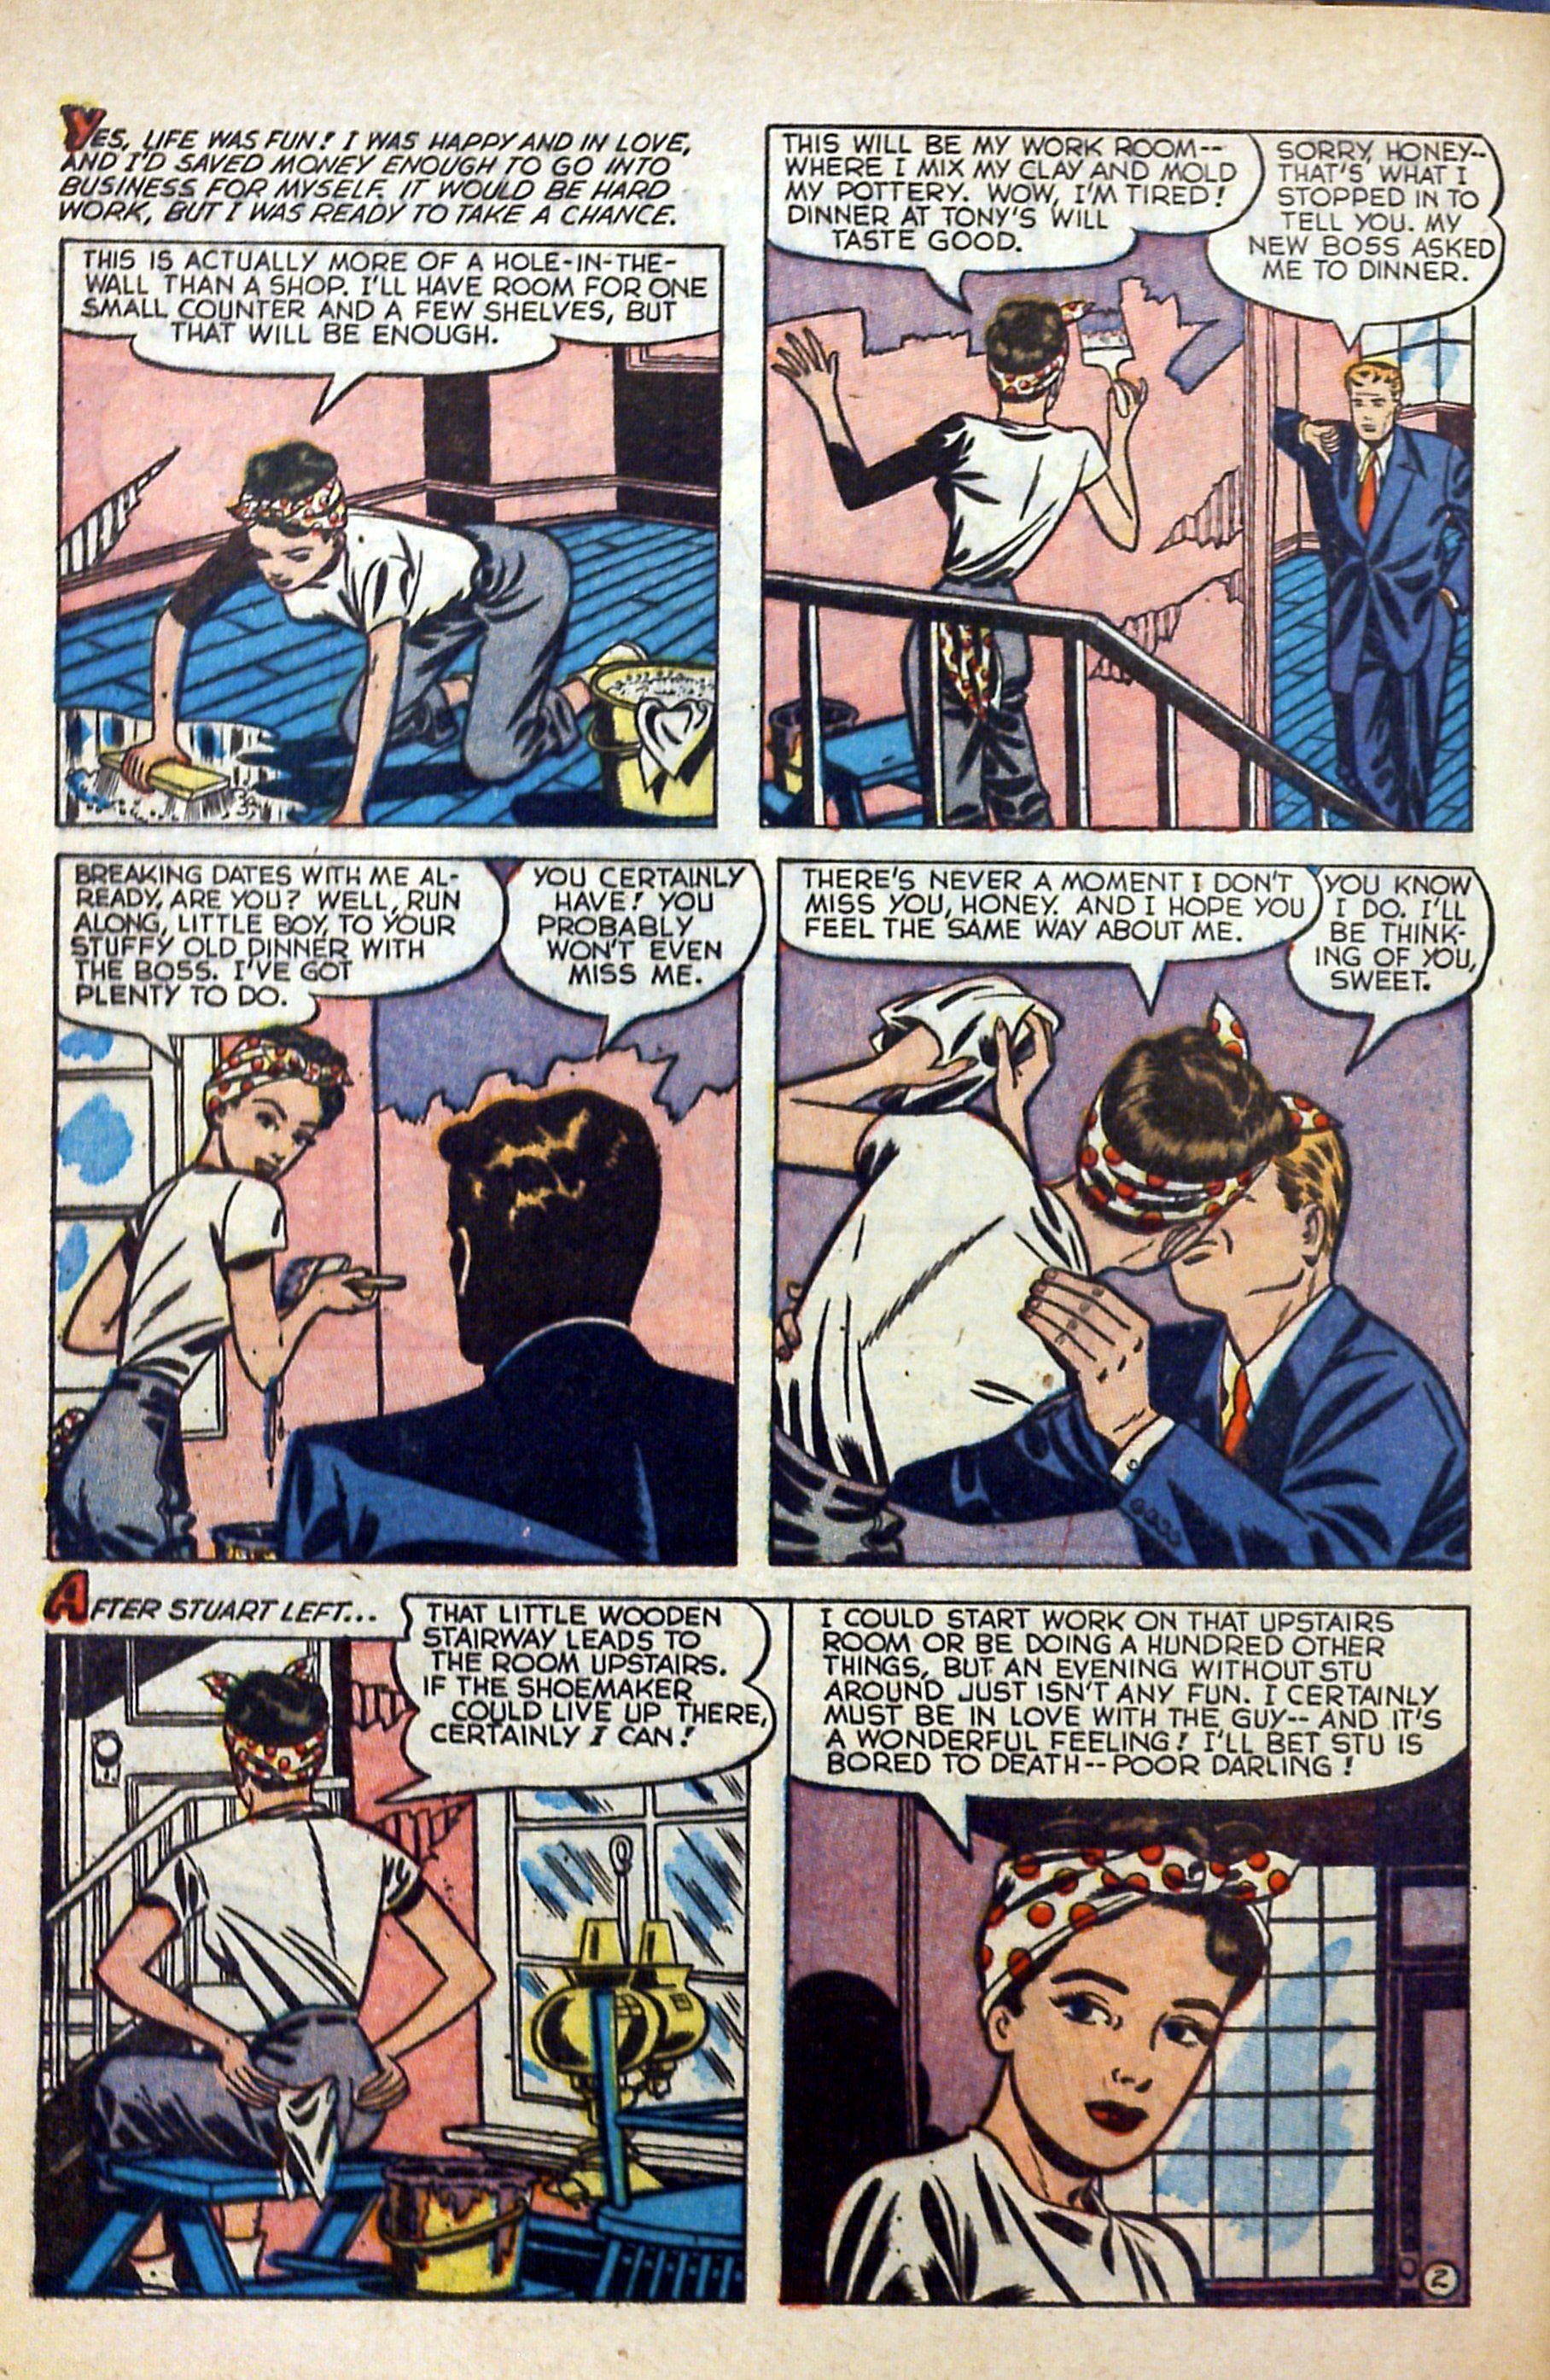 YES, LIFE WAS FUN! I WAS HAPPY AND IN LOVE,
AND I'D SAVED MONEY ENOUGH TO GO INTO
BUSINESS FOR MYSELF. IT WOULD BE HARD
WORK, BUT I WAS READY TO TAKE A CHANCE.
THIS IS ACTUALLY MORE OF A HOLE-IN-THE-
WALL THAN A SHOP. I'LL HAVE ROOM FOR ONE
SMALL COUNTER AND A FEW SHELVES, BUT
THAT WILL BE ENOUGH.
THIS WILL BE MY WORK ROOM--
WHERE I MIX MY CLAY AND MOLD
MY POTTERY. WOW, I'M TIRED!
DINNER AT TONY'S WILL
TASTE GOOD.
SORRY, HONEY--
THAT'S WHAT I
STOPPED IN TO
TELL YOU. MY
NEW BOSS ASKED
ME TO DINNER.
BREAKING DATES WITH ME AL-
READY, ARE YOU? WELL, RUN
ALONG, LITTLE BOY, TO YOUR
STUFFY OLD DINNER WITH
THE BOSS. I'VE GOT
PLENTY TO DO.
YOU CERTAINLY
HAVE! YOU
PROBABLY
WON'T EVEN
MISS ME.
THERE'S NEVER A MOMENT I DON'T
MISS YOU, HONEY. AND I HOPE YOU
FEEL THE SAME WAY ABOUT ME.
YOU KNOW
I DO. I'LL
BE THINK-
ING OF YOU,
SWEET.
AFTER STUART LEFT...
THAT LITTLE WOODEN
STAIRWAY LEADS TO
THE ROOM UPSTAIRS.
IF THE SHOEMAKER
COULD LIVE UP THERE,
CERTAINLY I CAN!
I COULD START WORK ON THAT UPSTAIRS
ROOM OR BE DOING A HUNDRED OTHER
THINGS, BUT AN EVENING WITHOUT STU
AROUND JUST ISN'T ANY FUN. I CERTAINLY
MUST BE IN LOVE WITH THE GUY-- AND IT'S
A WONDERFUL FEELING! I'LL BET STU IS
BORED TO DEATH-- POOR DARLING!
2